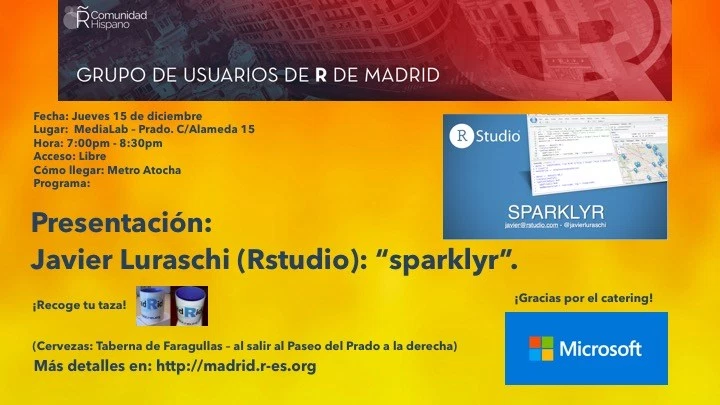 Comunidad
R Hispano
GRUPO DE USUARIOS DE R DE MADRID
Fecha: Jueves 15 de diciembre
Lugar: MediaLab – Prado. C/Alameda 15
Hora: 7:00pm - 8:30pm
Acceso: Libre
Cómo llegar: Metro Atocha
Programa:
R Studio
SPARKLYR
javier@rstudio.com - @javierluraschi
Presentación:
Javier Luraschi (Rstudio): “sparklyr”.
¡Recoge tu taza!
¡Gracias por el catering!
Microsoft
(Cervezas: Taberna de Faragullas – al salir al Paseo del Prado a la derecha)
Más detalles en: http://madrid.r-es.org